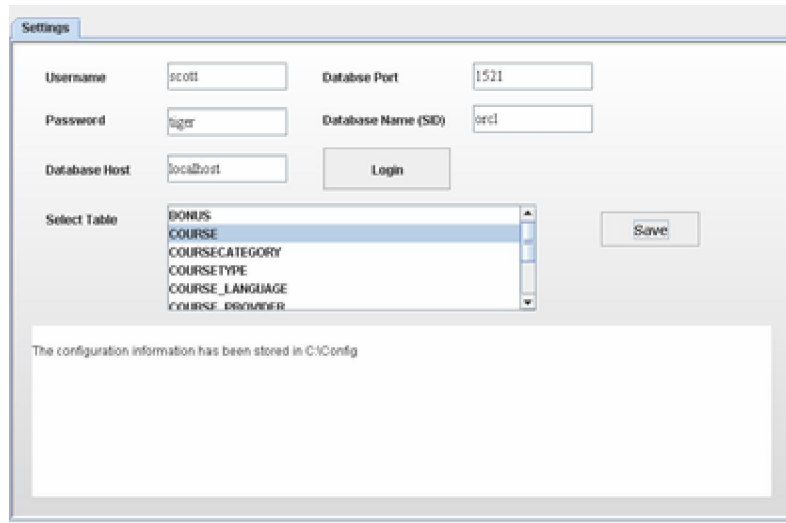 Settings
Username scott Databse Port 1521
Password tiger Database Name (SID) orcl
Database Host localhost Login
Select Table
BONUS
COURSE
COURSECATEGORY
COURSETYPE
COURSE_LANGUAGE
COURSE_PROVIDER
Save
The configuration information has been stored in C:\Config